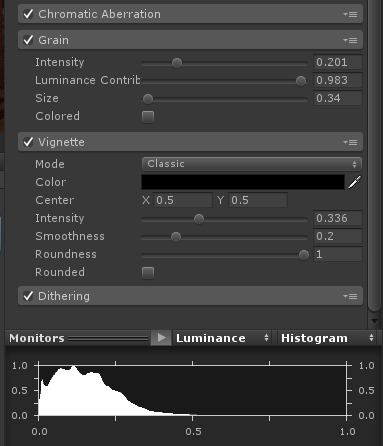 Chromatic Aberration
Grain
Intensity 0.201
Luminance Contrib 0.983
Size 0.34
Colored
Vignette
Mode Classic
Color
Center X 0.5 Y 0.5
Intensity 0.336
Smoothness 0.2
Roundness 1
Rounded
Dithering
Monitors Luminance Histogram
1.0 1.0
0.5 0.5
0.0 0.0
0.0 0.5 1.0